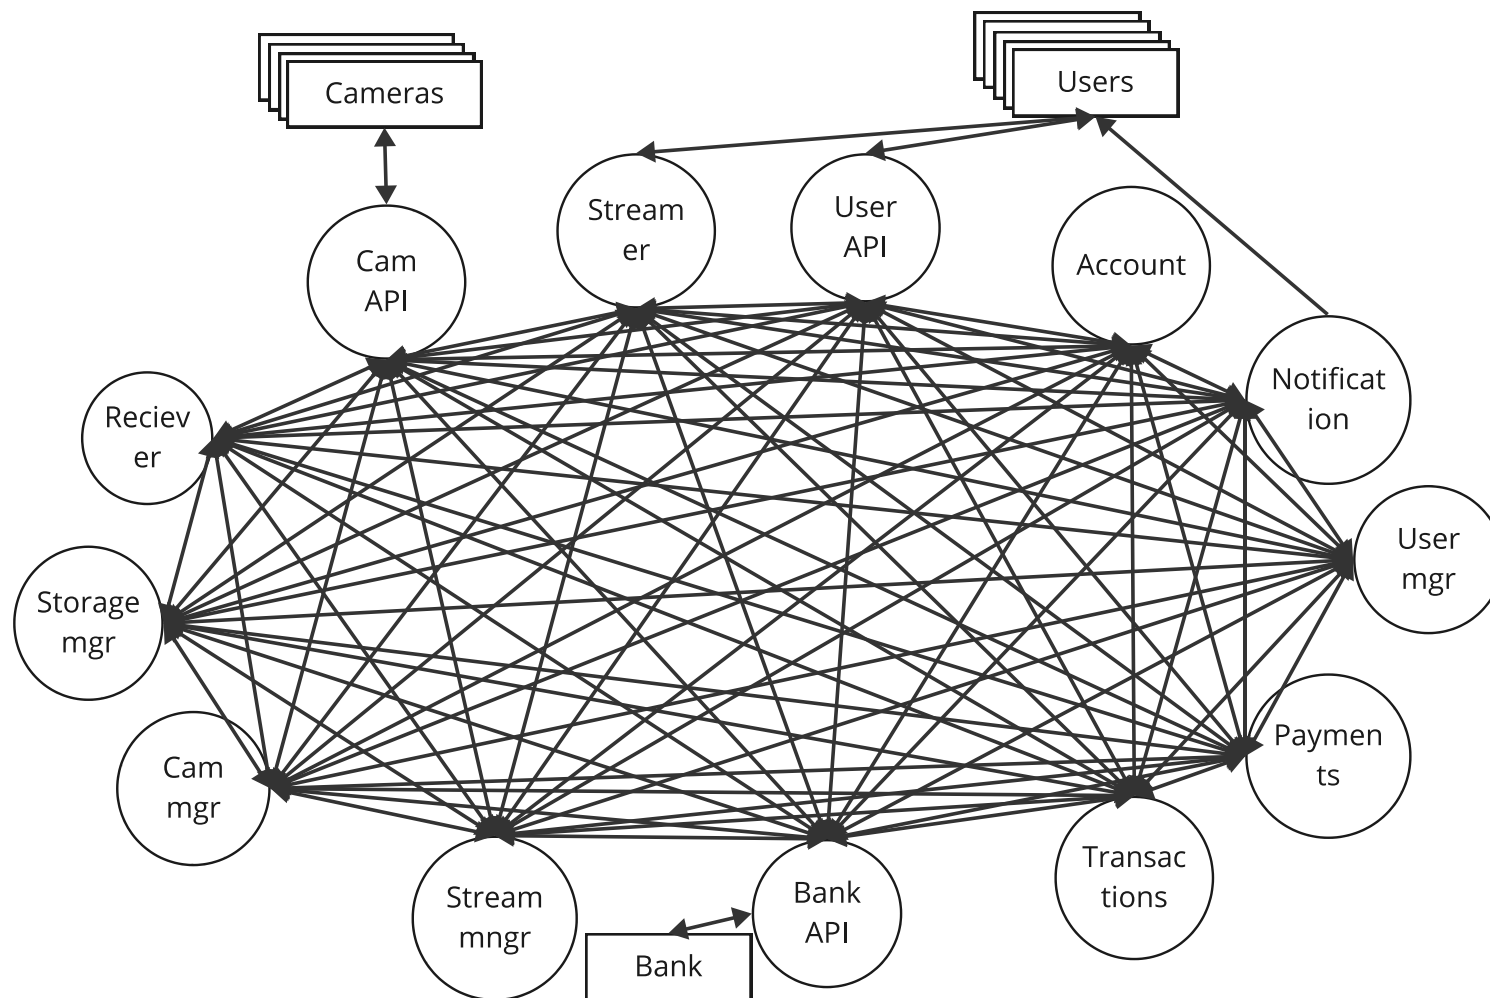 Cameras
Users
Stream
er
User
API
Cam
API
Account
Notificat
ion
Reciev
er
User
mgr
Storage
mgr
Paymen
ts
Cam
mgr
Transac
tions
Stream
mngr
Bank
API
Bank